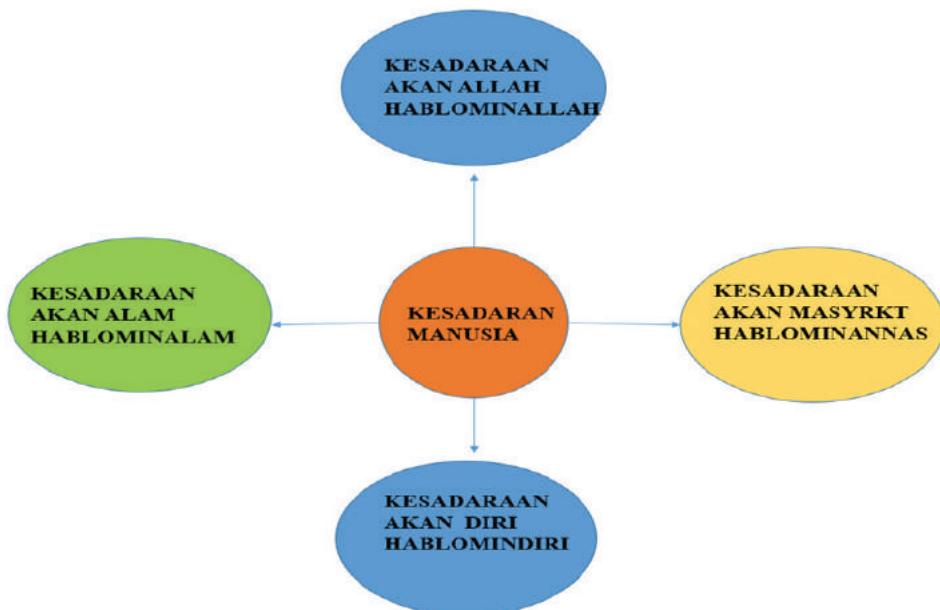 KESADARAAN
AKAN ALLAH
HABLOMINALLAH
KESADARAAN
AKAN ALAM
HABLOMINALAM
KESADARAN
MANUSIA
KESADARAAN
AKAN MASYRKT
HABLOMINANNAS
KESADARAAN
AKAN DIRI
HABLOMINDIRI